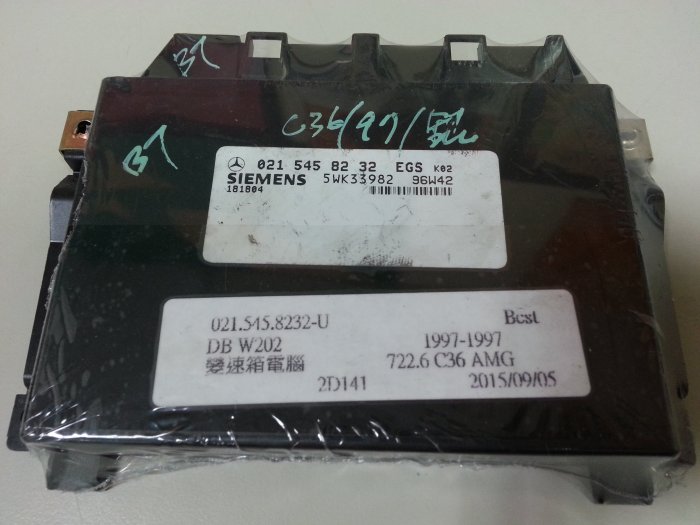 B7
C36/97/
B7
021 545 82 32 EGS K02
SIEMENS 5WK33982 96W42
181804
021.545.8232-U Best
DB W202 1997-1997
變速箱電腦 722.6 C36 AMG
2D141 2015/09/05